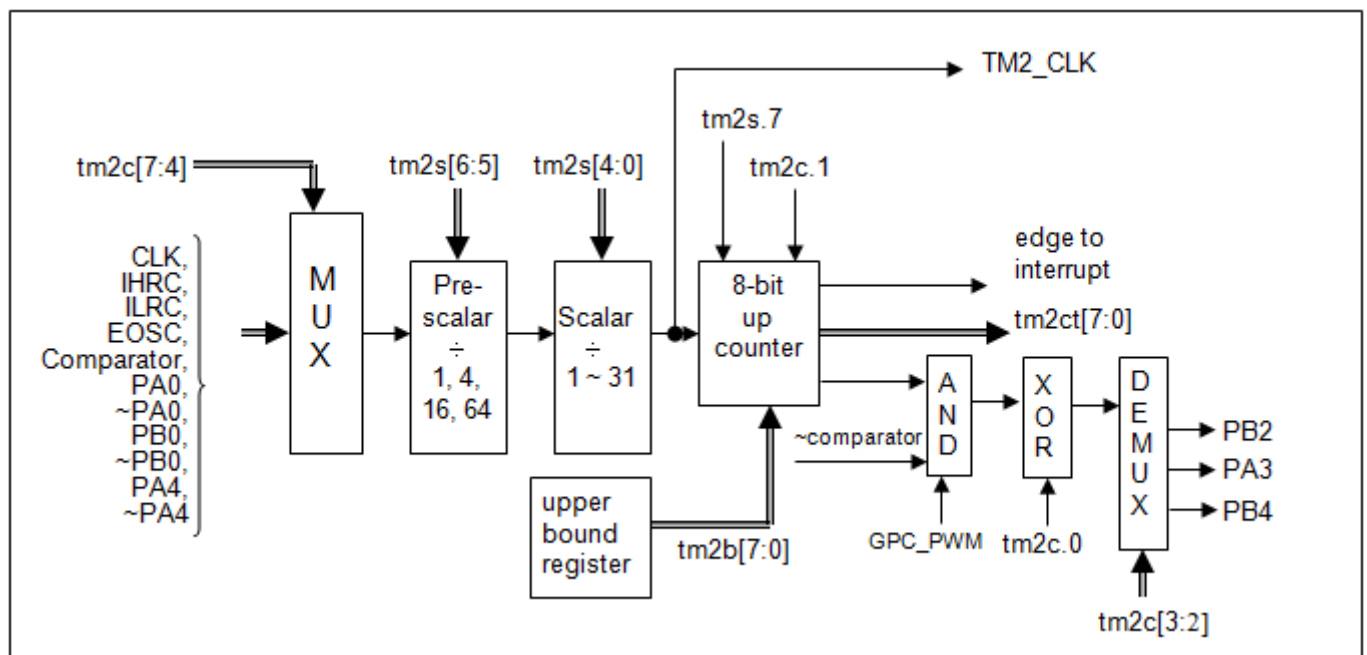 TM2_CLK
tm2s.7
tm2c[7:4]
tm2s[6:5]
tm2s[4:0]
tm2c.1
CLK,
IHRC,
ILRC,
EOSC,
Comparator,
PA0,
~PA0,
PB0,
~PB0,
PA4,
~PA4
M
U
X
Pre-
scalar
÷
1, 4,
16, 64
Scalar
÷
1 ~ 31
8-bit
up
counter
edge to
interrupt
tm2ct[7:0]
~comparator
A
N
D
X
O
R
D
E
M
U
X
PB2
PA3
PB4
upper
bound
register
tm2b[7:0]
GPC_PWM
tm2c.0
tm2c[3:2]